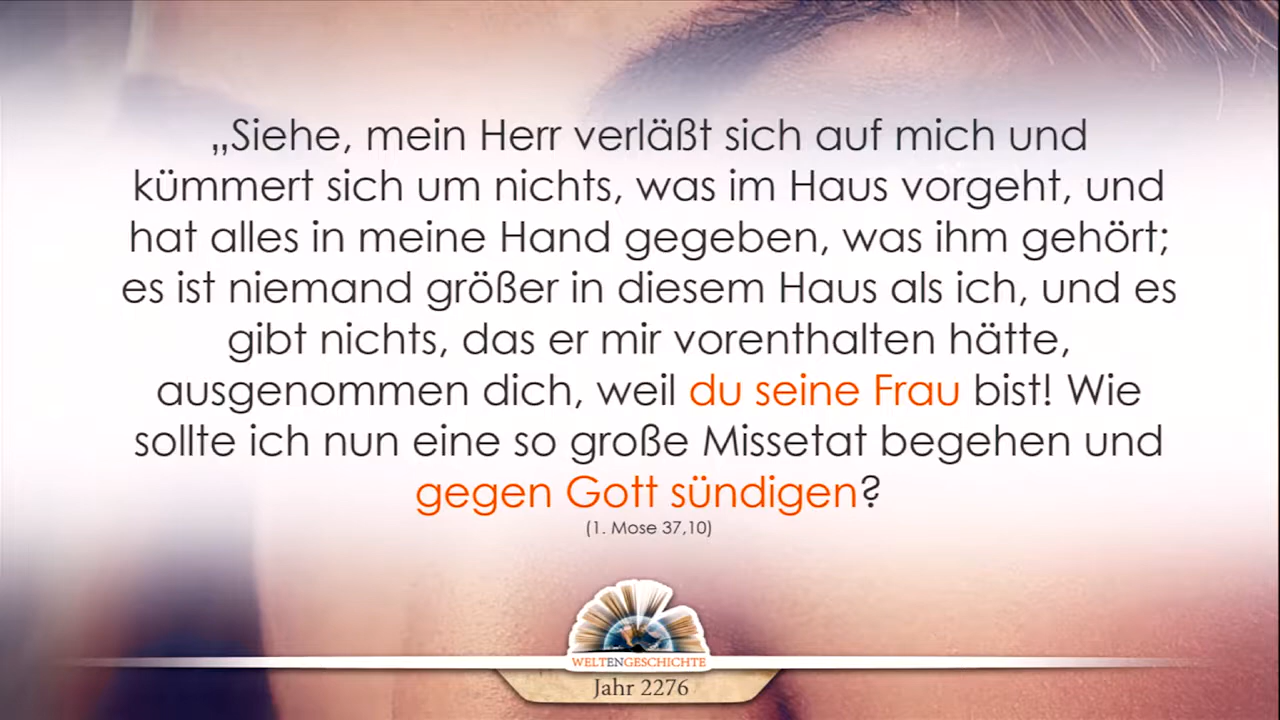 „Siehe, mein Herr verläßt sich auf mich und
kümmert sich um nichts, was im Haus vorgeht, und
hat alles in meine Hand gegeben, was ihm gehört;
es ist niemand größer in diesem Haus als ich, und es
gibt nichts, das er mir vorenthalten hätte,
ausgenommen dich, weil du seine Frau bist! Wie
sollte ich nun eine so große Missetat begehen und
gegen Gott sündigen?
(1. Mose 37,10)
WELTENGESCHICHTE
Jahr 2276